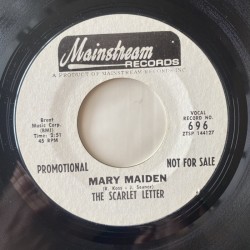 Mainstream
RECORDS
A PRODUCT OF MAINSTREAM RECORDS INC.
Brent
Music Corp.
(BMI)
Time: 2:51
45 RPM
VOCAL
RECORD NO.
696
ZTSP 144127
PROMOTIONAL
NOT FOR SALE
MARY MAIDEN
THE SCARLET LETTER